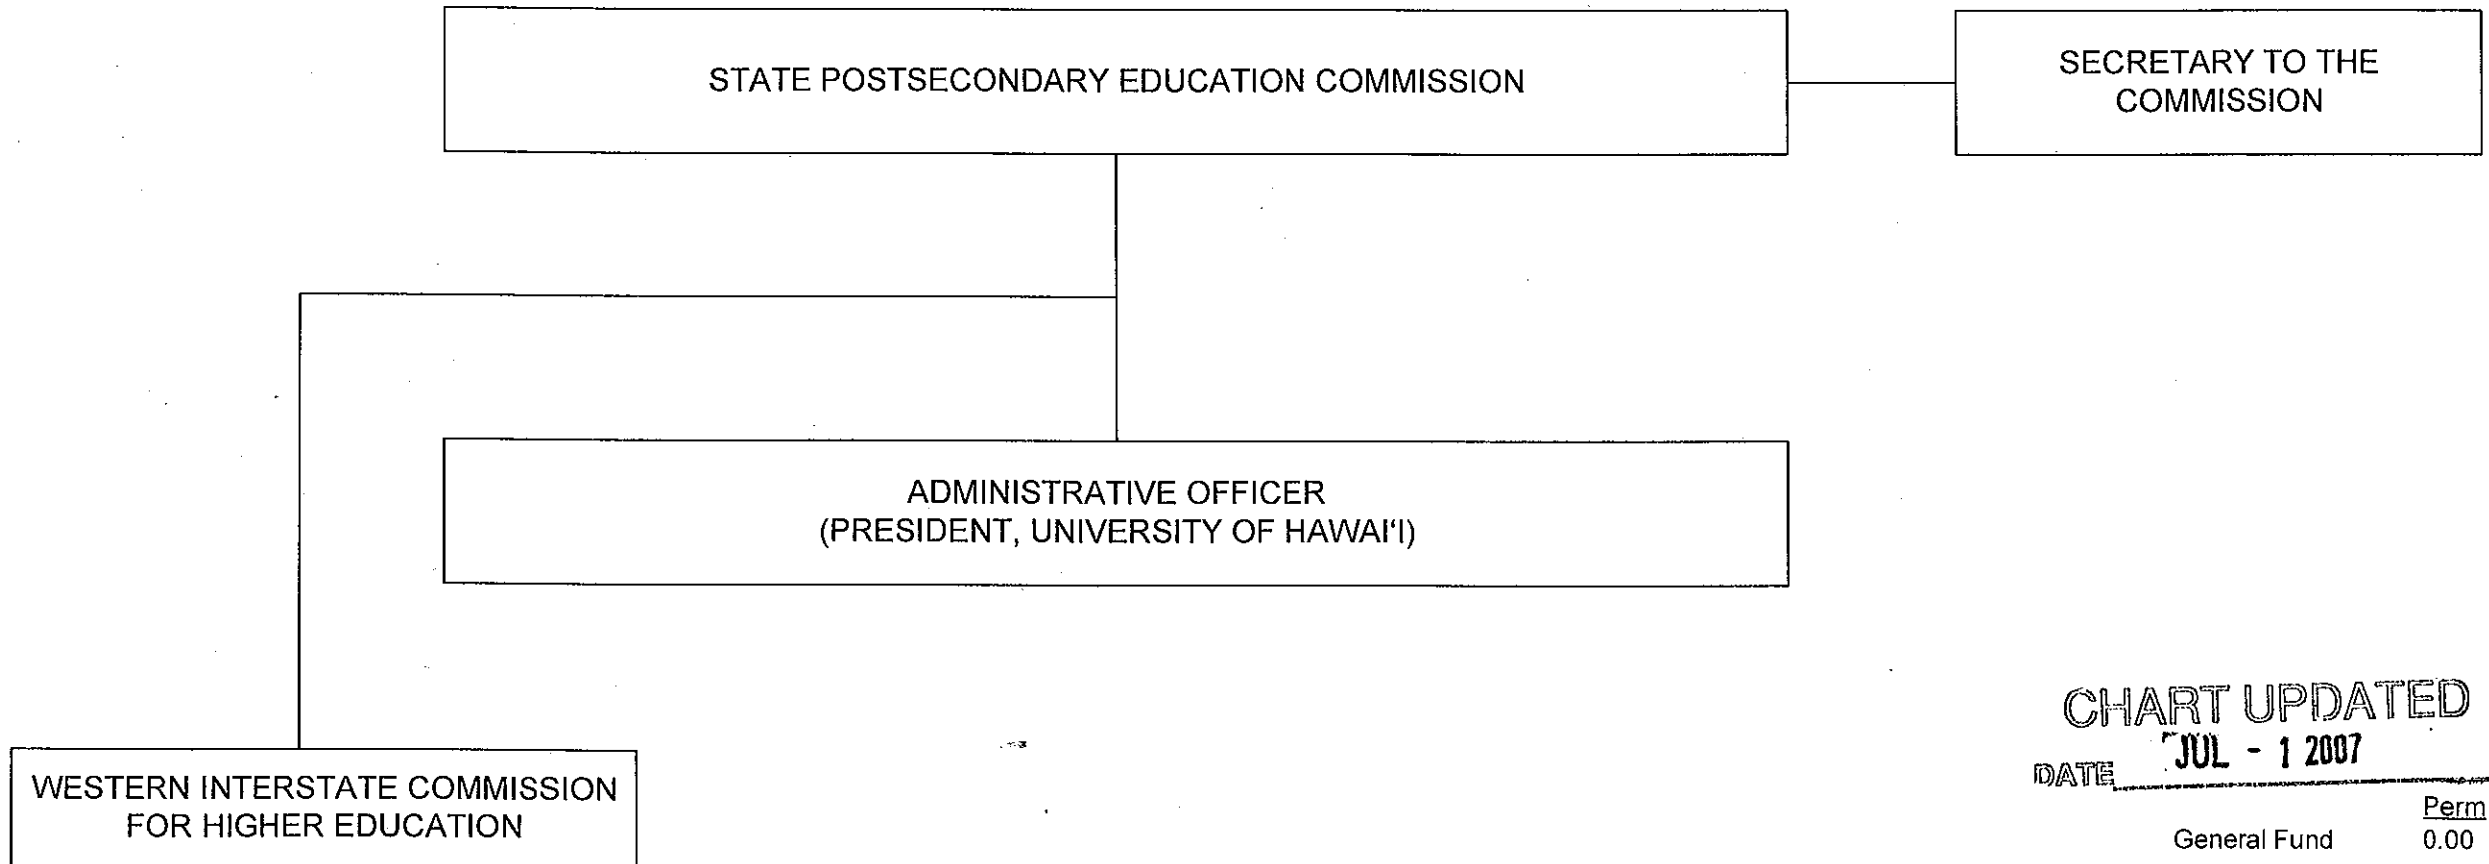 STATE POSTSECONDARY EDUCATION COMMISSION
SECRETARY TO THE
COMMISSION
ADMINISTRATIVE OFFICER
(PRESIDENT, UNIVERSITY OF HAWAI‘I)
WESTERN INTERSTATE COMMISSION
FOR HIGHER EDUCATION
CHART UPDATED
DATE JUL - 1 2007
Perm
General Fund 0.00